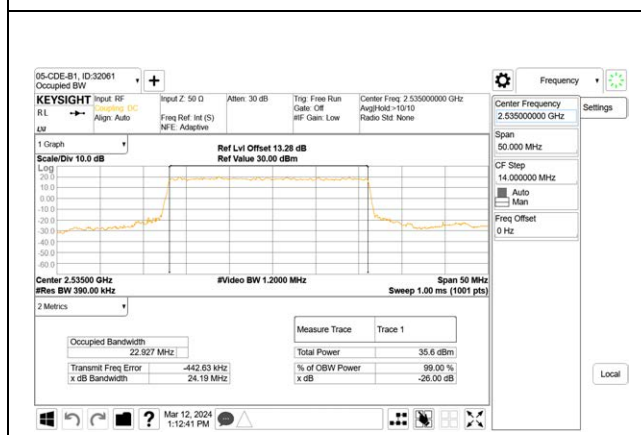 05-CDE-B1, ID:32061
Occupied BW
Frequency
KEYSIGHT
Input: RF
Input Z: 50 Ω
Atten: 30 dB
Trig: Free Run
Center Freq: 2.535000000 GHz
RL
Coupling: DC
Gate: Off
Avg|Hold:>10/10
Align: Auto
Freq Ref: Int (S)
#IF Gain: Low
Radio Std: None
NFE: Adaptive
Center Frequency
2.535000000 GHz
Settings
Span
50.000 MHz
CF Step
14.000000 MHz
Auto
Man
Freq Offset
0 Hz
1 Graph
Scale/Div 10.0 dB
Ref Lvl Offset 13.28 dB
Ref Value 30.00 dBm
Log
20.0
10.0
0.00
-10.0
-20.0
-30.0
-40.0
-50.0
-60.0
Center 2.53500 GHz
#Video BW 1.2000 MHz
Span 50 MHz
#Res BW 390.00 kHz
Sweep 1.00 ms (1001 pts)
2 Metrics
Measure Trace
Trace 1
Occupied Bandwidth
22.927 MHz
Total Power
35.6 dBm
Transmit Freq Error
-442.63 kHz
% of OBW Power
99.00 %
x dB Bandwidth
24.19 MHz
x dB
-26.00 dB
Local
?
Mar 12, 2024
1:12:41 PM